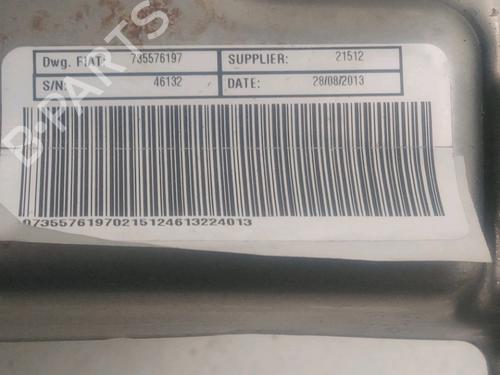 Dwg. FIAT: 735576197 SUPPLIER: 21512
S/N: 46132 DATE: 28/08/2013
07355761970215124613224013
B-PARTS